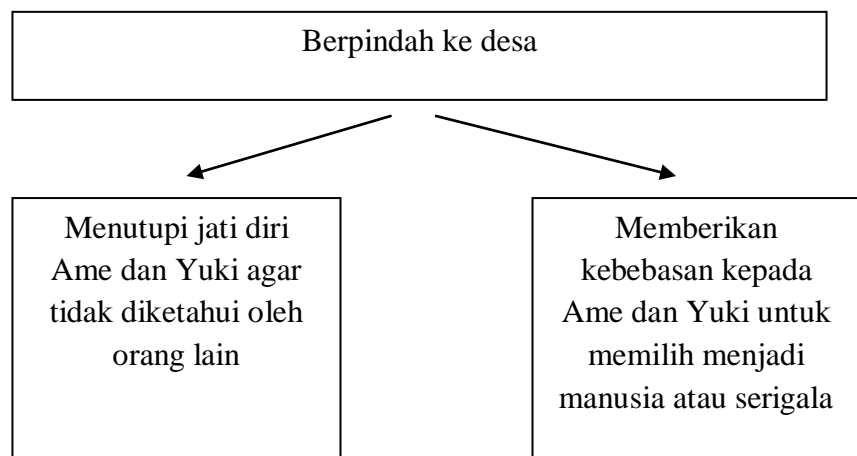 Berpindah ke desa
Menutupi jati diri
Ame dan Yuki agar
tidak diketahui oleh
orang lain
Memberikan
kebebasan kepada
Ame dan Yuki untuk
memilih menjadi
manusia atau serigala